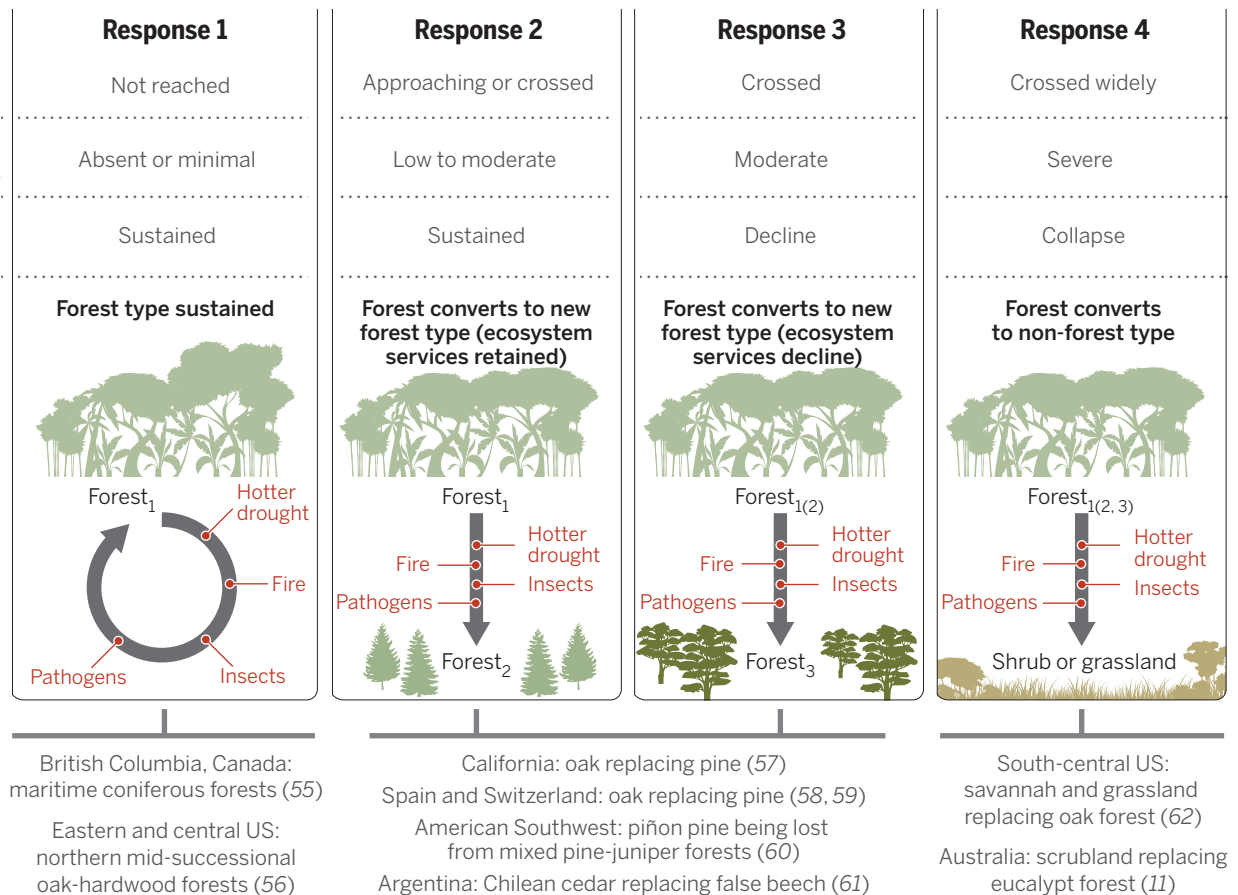 Response 1
Response 2
Response 3
Response 4
Not reached
Approaching or crossed
Crossed
Crossed widely
Absent or minimal
Low to moderate
Moderate
Severe
Sustained
Sustained
Decline
Collapse
Forest type sustained
Forest converts to new
forest type (ecosystem
services retained)
Forest converts to new
forest type (ecosystem
services decline)
Forest converts
to non-forest type
Forest1
Hotter
drought
Fire
Insects
Pathogens
Forest1
Hotter
drought
Fire
Insects
Pathogens
Forest2
Forest1(2)
Hotter
drought
Fire
Insects
Pathogens
Forest3
Forest1(2, 3)
Hotter
drought
Fire
Insects
Pathogens
Shrub or grassland
British Columbia, Canada:
maritime coniferous forests (55)
Eastern and central US:
northern mid-successional
oak-hardwood forests (56)
California: oak replacing pine (57)
Spain and Switzerland: oak replacing pine (58, 59)
American Southwest: piñon pine being lost
from mixed pine-juniper forests (60)
Argentina: Chilean cedar replacing false beech (61)
South-central US:
savannah and grassland
replacing oak forest (62)
Australia: scrubland replacing
eucalypt forest (11)